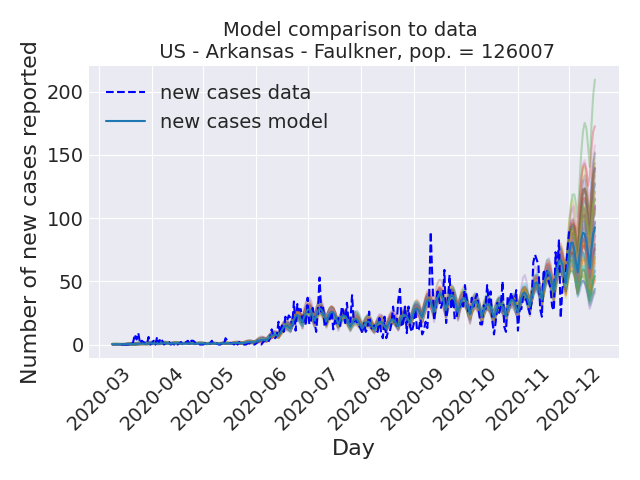 Model comparison to data
US - Arkansas - Faulkner, pop. = 126007
new cases data
new cases model
Number of new cases reported
200
150
100
50
0
2020-03
2020-04
2020-05
2020-06
2020-07
2020-08
2020-09
2020-10
2020-11
2020-12
Day